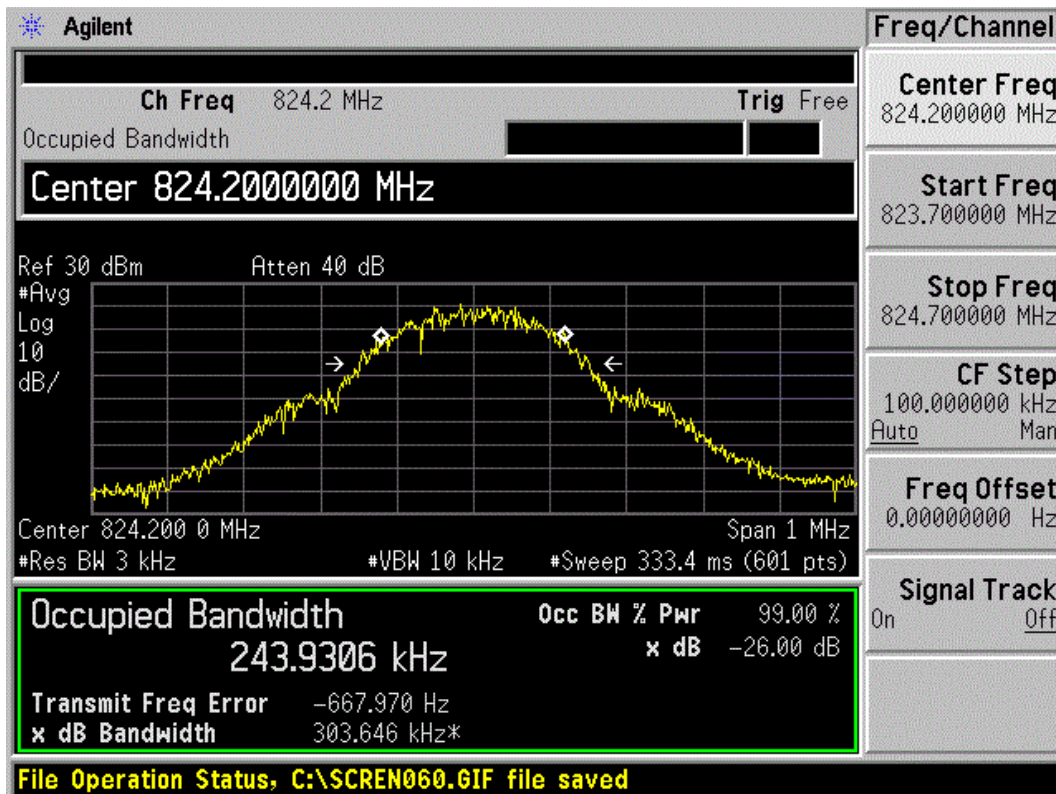 Agilent
Freq/Channel
Ch Freq 824.2 MHz Trig Free
Occupied Bandwidth
Center 824.2000000 MHz
Ref 30 dBm Atten 40 dB
#Avg
Log
10
dB/
Center 824.200 0 MHz Span 1 MHz
#Res BW 3 kHz #VBW 10 kHz #Sweep 333.4 ms (601 pts)
Occupied Bandwidth
243.9306 kHz
Occ BW % Pwr 99.00 %
x dB -26.00 dB
Transmit Freq Error -667.970 Hz
x dB Bandwidth 303.646 kHz*
Center Freq
824.200000 MHz
Start Freq
823.700000 MHz
Stop Freq
824.700000 MHz
CF Step
100.000000 kHz
Auto Man
Freq Offset
0.00000000 Hz
Signal Track
On Off
File Operation Status, C:\SCREN060.GIF file saved